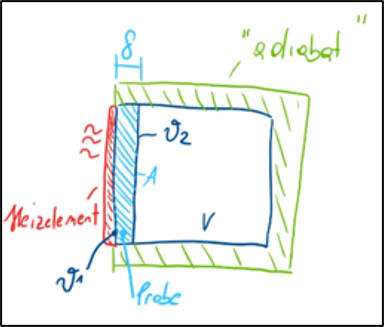 δ
"adiabat"
ϑ2
A
Heizelement
V
ϑ1
Probe